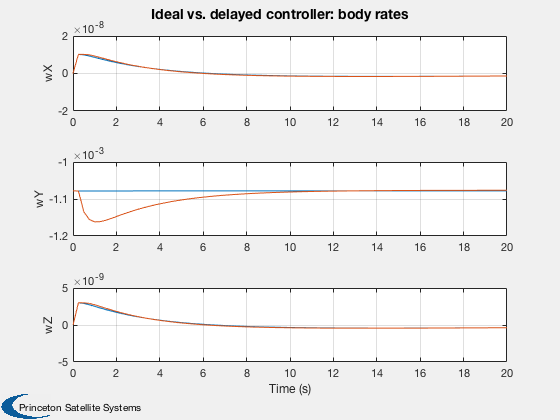 Ideal vs. delayed controller: body rates
×10⁻⁸
2
0
-2
wX
0 2 4 6 8 10 12 14 16 18 20
×10⁻³
-1
-1.1
-1.2
wY
0 2 4 6 8 10 12 14 16 18 20
×10⁻⁹
5
0
-5
wZ
0 2 4 6 8 10 12 14 16 18 20
Time (s)
Princeton Satellite Systems